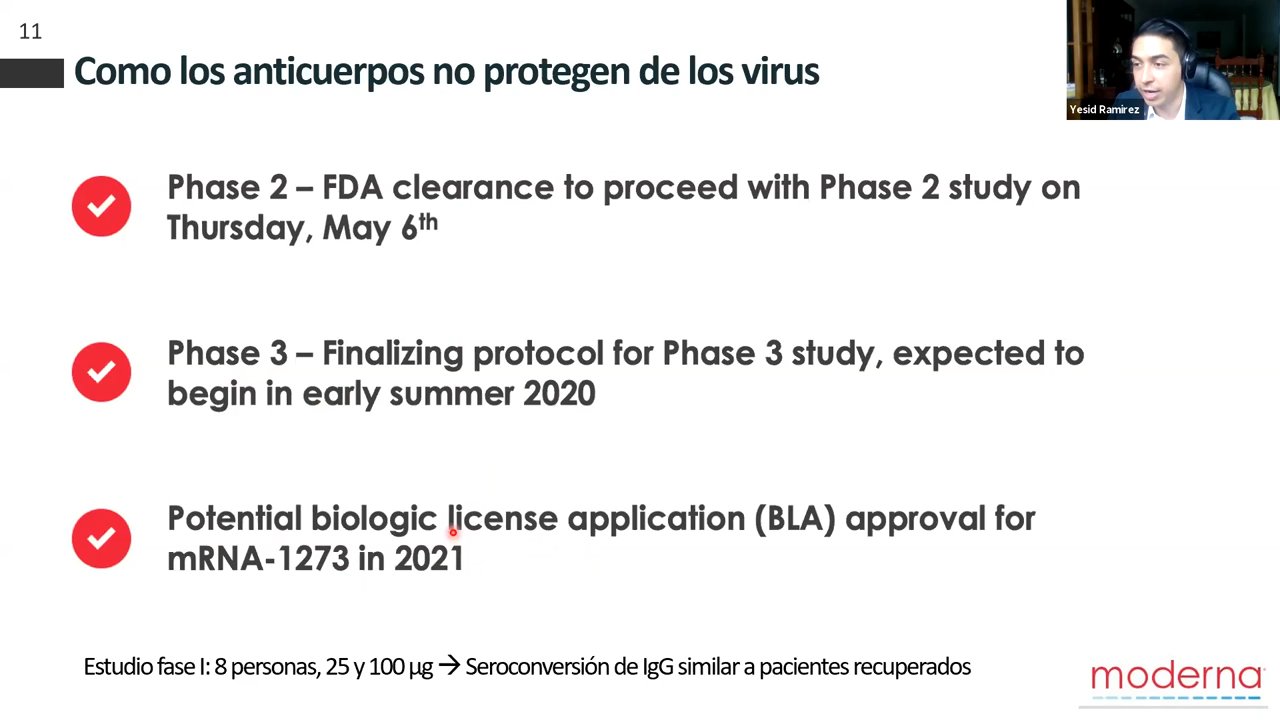 11
Como los anticuerpos no protegen de los virus
Yesid Ramirez
Phase 2 – FDA clearance to proceed with Phase 2 study on
Thursday, May 6th
Phase 3 – Finalizing protocol for Phase 3 study, expected to
begin in early summer 2020
Potential biologic license application (BLA) approval for
mRNA-1273 in 2021
Estudio fase I: 8 personas, 25 y 100 µg → Seroconversión de IgG similar a pacientes recuperados
moderna